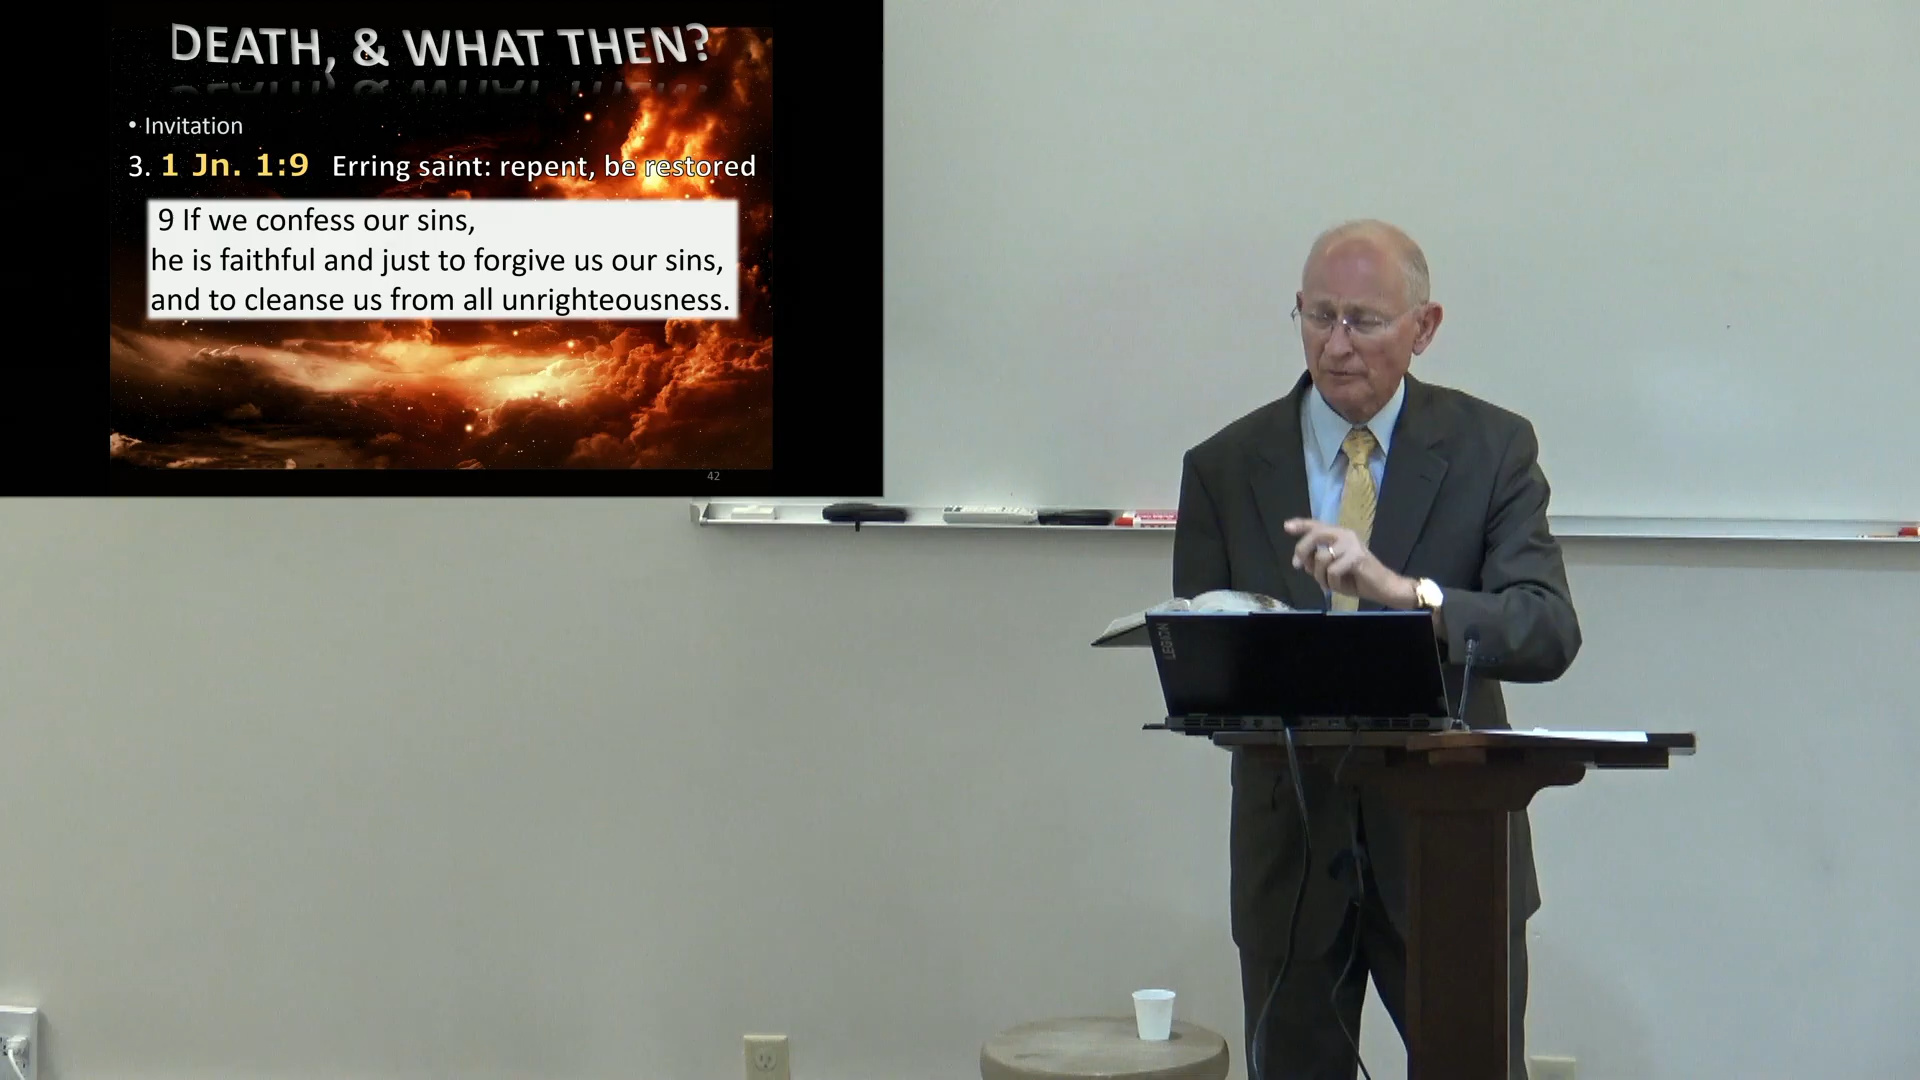 DEATH, & WHAT THEN?
• Invitation
3. 1 Jn. 1:9 Erring saint: repent, be restored
9 If we confess our sins,
he is faithful and just to forgive us our sins,
and to cleanse us from all unrighteousness.
42
LEGION